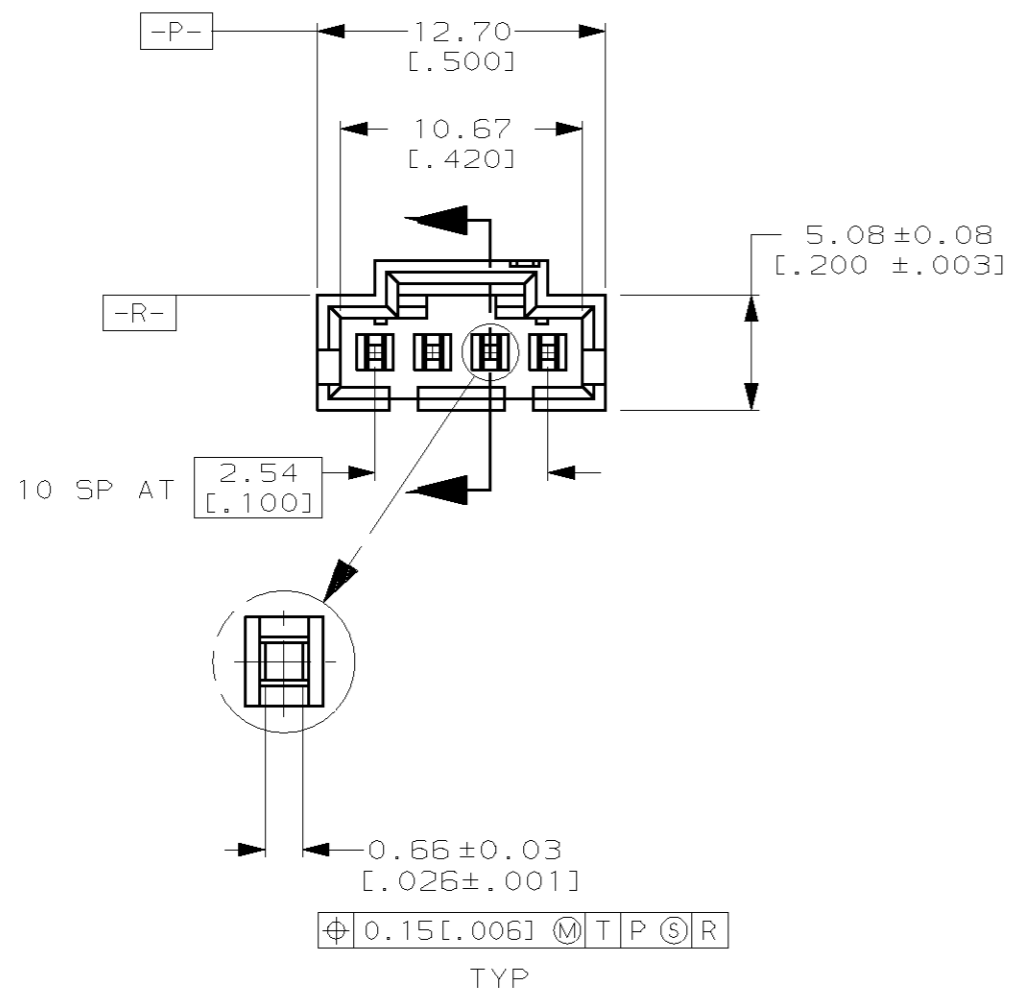 -P-
12.70
[.500]
10.67
[.420]
5.08±0.08
[.200 ±.003]
-R-
10 SP AT
2.54
[.100]
0.66±0.03
[.026±.001]
⌖ 0.15[.006] Ⓜ T P Ⓢ R
TYP